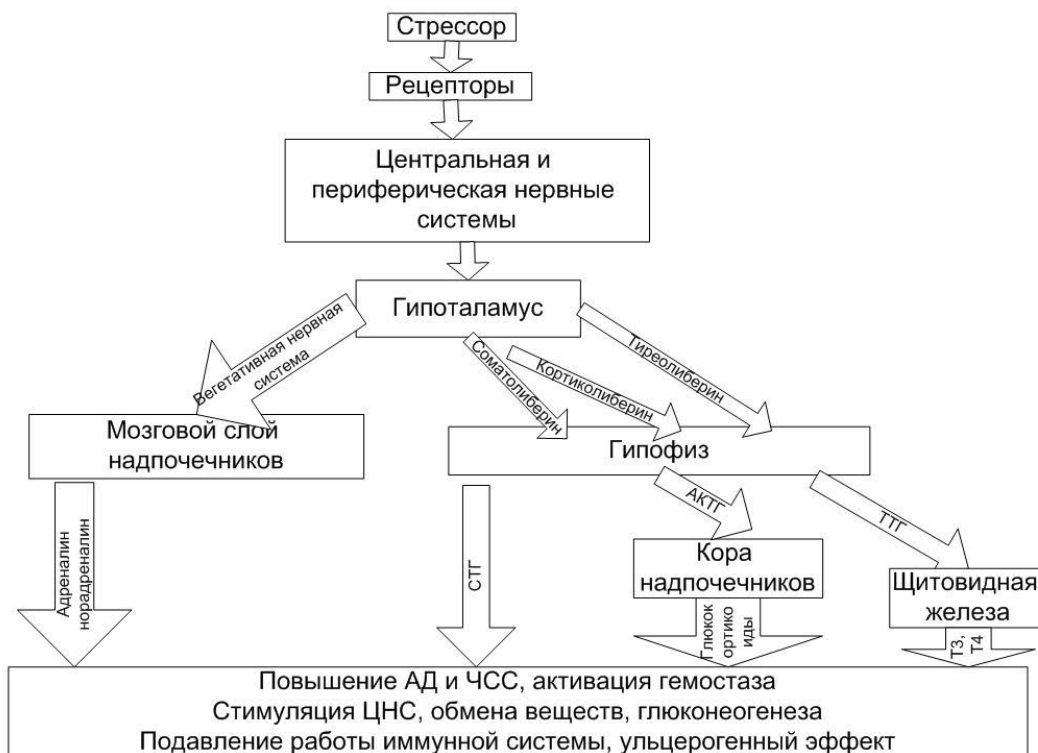 Стрессор
Рецепторы
Центральная и
периферическая нервные
системы
Гипоталамус
Вегетативная нервная
система
Соматолиберин
Кортиколиберин
Тиреолиберин
Мозговой слой
надпочечников
Гипофиз
Адреналин
норадреналин
СТГ
АКТГ
ТТГ
Кора
надпочечников
Щитовидная
железа
Глюкок
ортико
иды
Т3,
Т4
Повышение АД и ЧСС, активация гемостаза
Стимуляция ЦНС, обмена веществ, глюконеогенеза
Подавление работы иммунной системы, ульцерогенный эффект